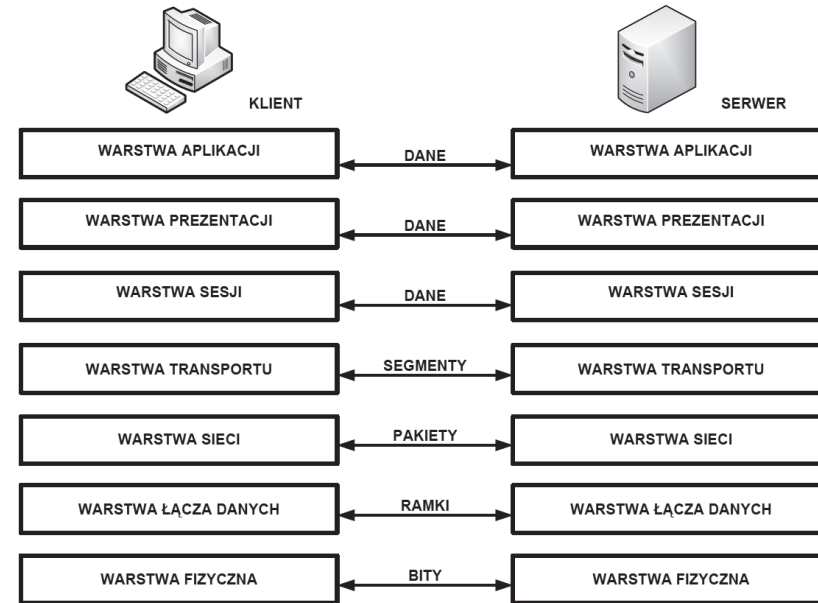 KLIENT SERWER
WARSTWA APLIKACJI DANE WARSTWA APLIKACJI
WARSTWA PREZENTACJI DANE WARSTWA PREZENTACJI
WARSTWA SESJI DANE WARSTWA SESJI
WARSTWA TRANSPORTU SEGMENTY WARSTWA TRANSPORTU
WARSTWA SIECI PAKIETY WARSTWA SIECI
WARSTWA ŁĄCZA DANYCH RAMKI WARSTWA ŁĄCZA DANYCH
WARSTWA FIZYCZNA BITY WARSTWA FIZYCZNA